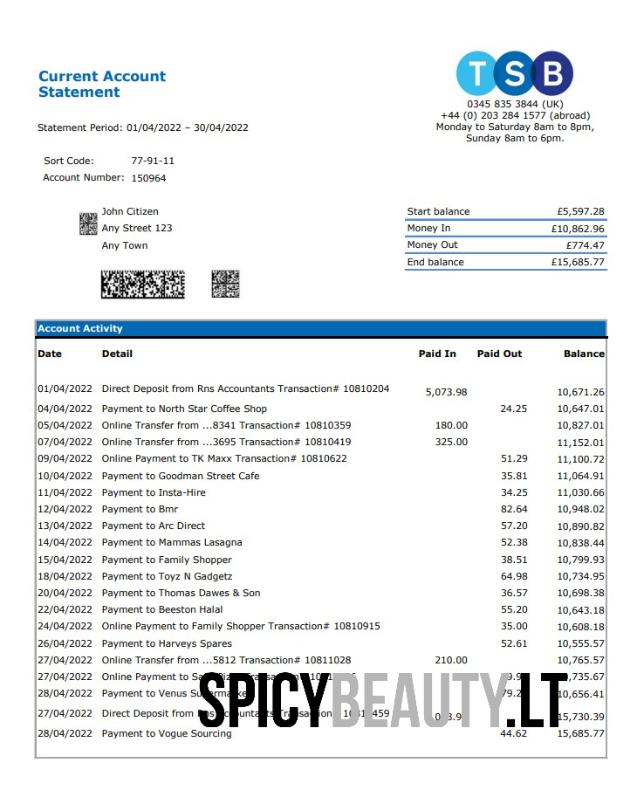 Current Account
Statement
TSB
0345 835 3844 (UK)
+44 (0) 203 284 1577 (abroad)
Monday to Saturday 8am to 8pm,
Sunday 8am to 6pm.
Statement Period: 01/04/2022 – 30/04/2022
Sort Code: 77-91-11
Account Number: 150964
John Citizen
Any Street 123
Any Town
Start balance £5,597.28
Money In £10,862.96
Money Out £774.47
End balance £15,685.77
Account Activity
Date Detail Paid In Paid Out Balance
01/04/2022 Direct Deposit from Rns Accountants Transaction# 10810204 5,073.98 10,671.26
04/04/2022 Payment to North Star Coffee Shop 24.25 10,647.01
05/04/2022 Online Transfer from ...8341 Transaction# 10810359 180.00 10,827.01
07/04/2022 Online Transfer from ...3695 Transaction# 10810419 325.00 11,152.01
09/04/2022 Online Payment to TK Maxx Transaction# 10810622 51.29 11,100.72
10/04/2022 Payment to Goodman Street Cafe 35.81 11,064.91
11/04/2022 Payment to Insta-Hire 34.25 11,030.66
12/04/2022 Payment to Bmr 82.64 10,948.02
13/04/2022 Payment to Arc Direct 57.20 10,890.82
14/04/2022 Payment to Mammas Lasagna 52.38 10,838.44
15/04/2022 Payment to Family Shopper 38.51 10,799.93
18/04/2022 Payment to Toyz N Gadgetz 64.98 10,734.95
20/04/2022 Payment to Thomas Dawes & Son 36.57 10,698.38
22/04/2022 Payment to Beeston Halal 55.20 10,643.18
24/04/2022 Online Payment to Family Shopper Transaction# 10810915 35.00 10,608.18
26/04/2022 Payment to Harveys Spares 52.61 10,555.57
27/04/2022 Online Transfer from ...5812 Transaction# 10811028 210.00 10,765.57
27/04/2022 Online Payment to
28/04/2022 Payment to Venus Supermarket 10,656.41
27/04/2022 Direct Deposit from Rns Accountants Transaction# 15,730.39
28/04/2022 Payment to Vogue Sourcing 44.62 15,685.77
SPICYBEAUTY.LT